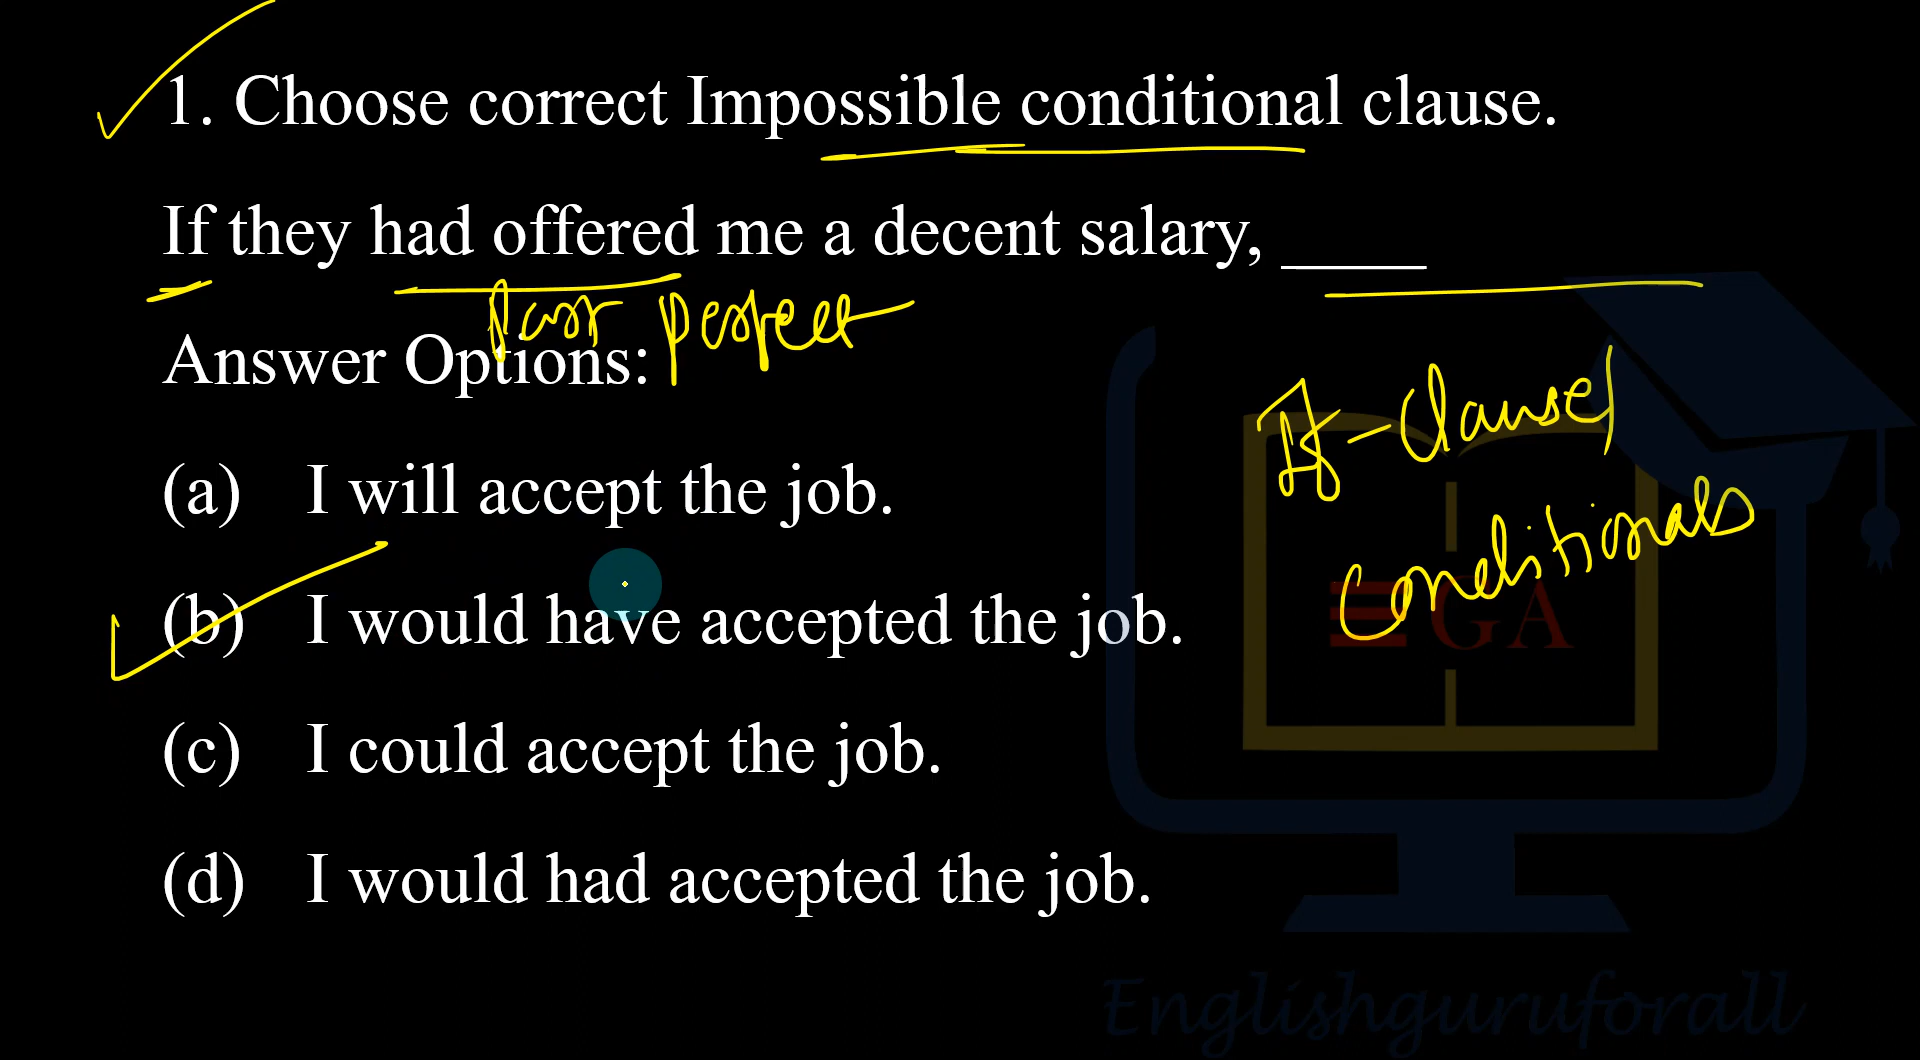 1. Choose correct Impossible conditional clause.
If they had offered me a decent salary, ____
past perfect
Answer Options:
If-clause/
conditionals
(a) I will accept the job.
(b) I would have accepted the job.
(c) I could accept the job.
(d) I would had accepted the job.
EGA
Englishguruforall